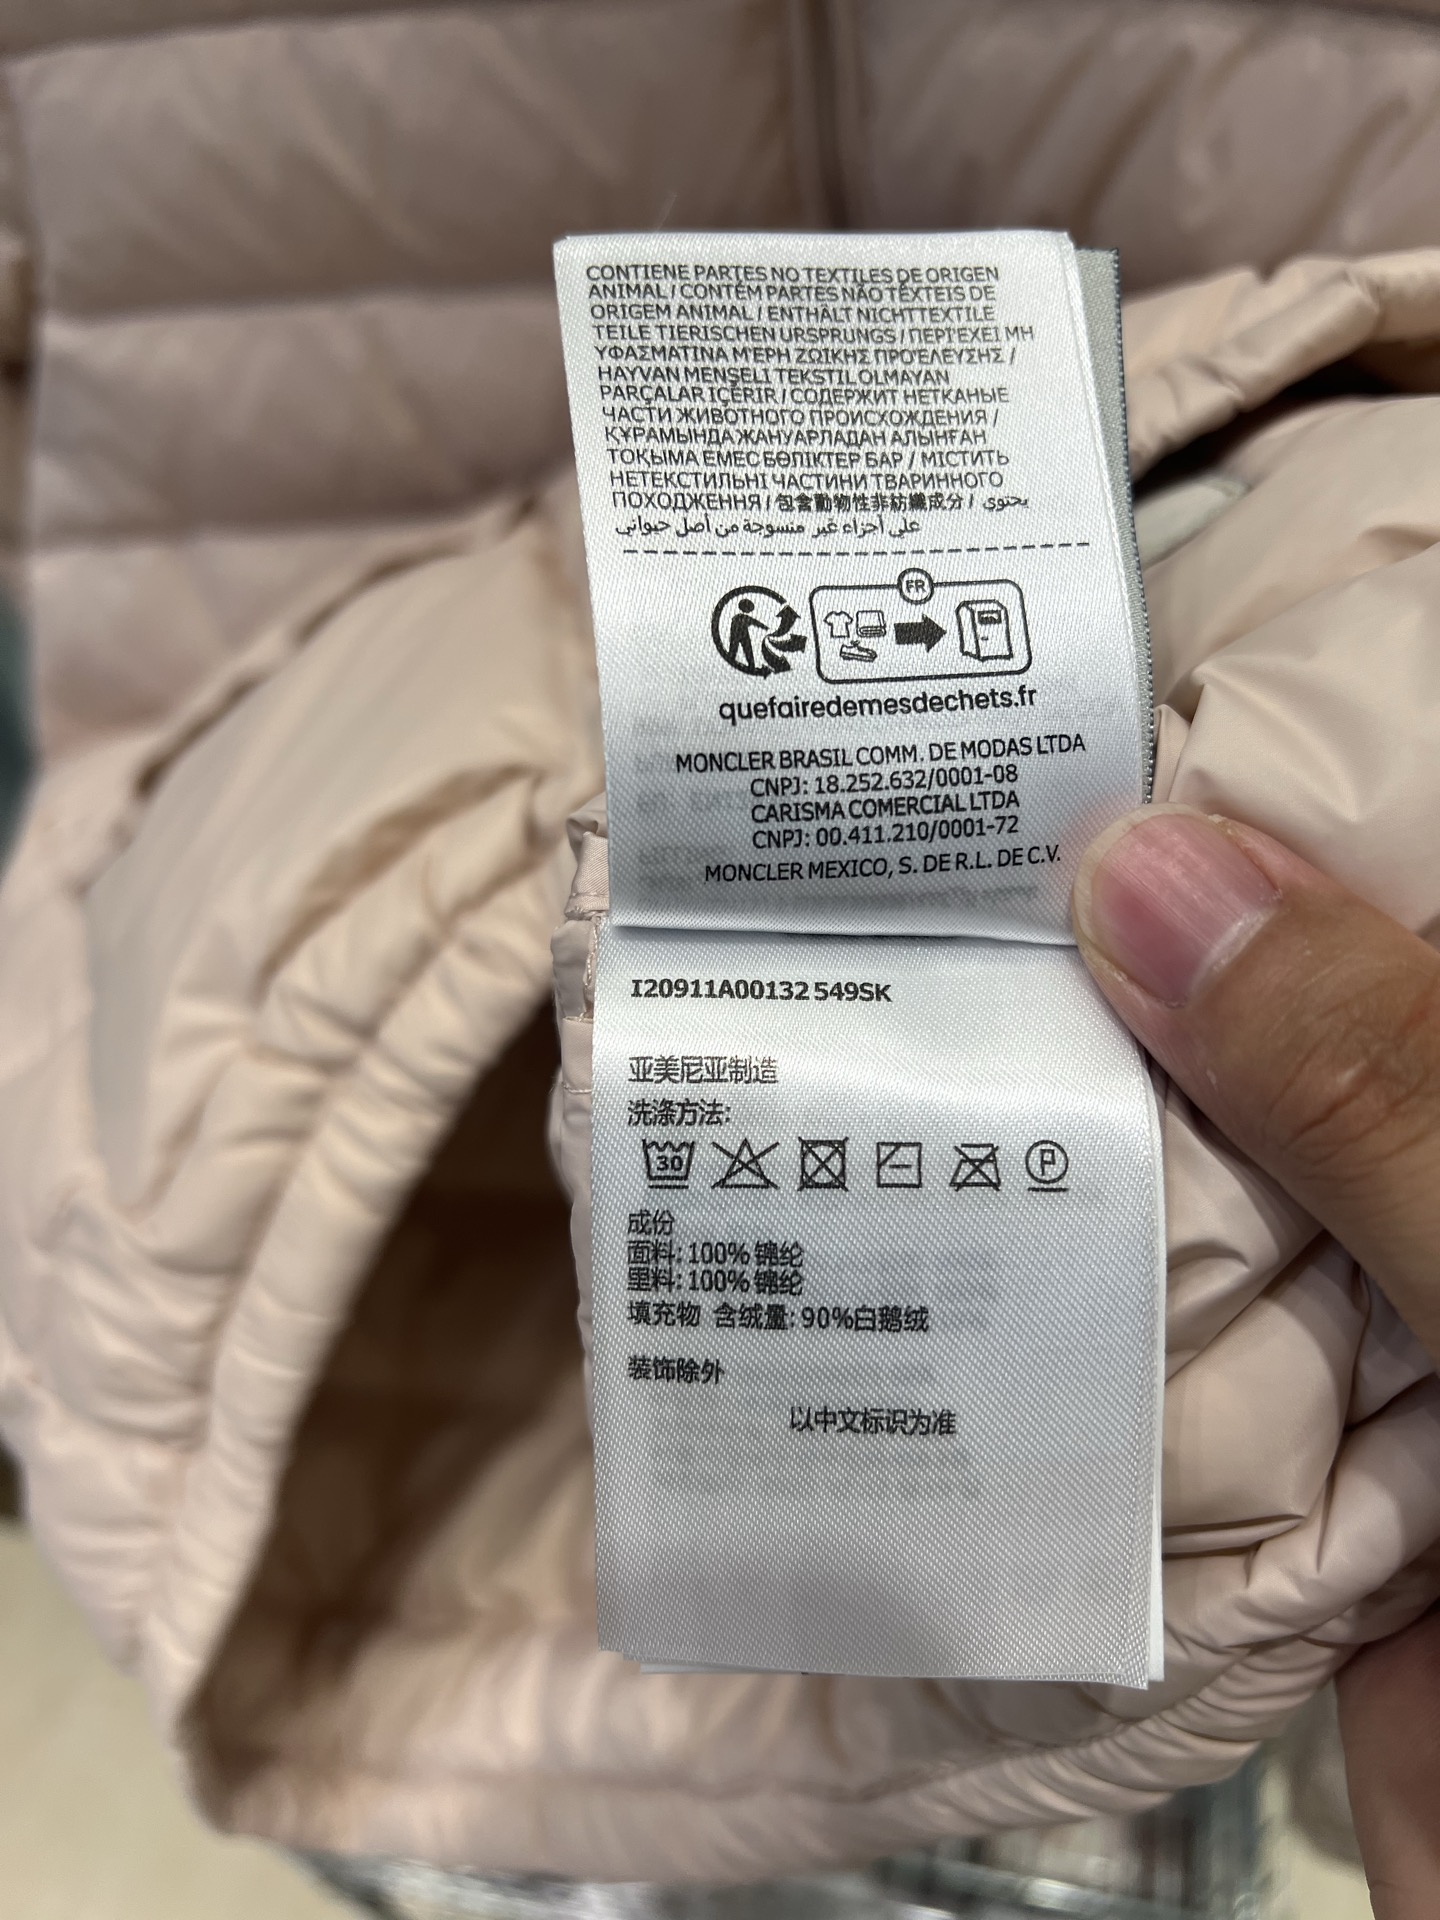 CONTIENE PARTES NO TEXTILES DE ORIGEN
ANIMAL / CONTÉM PARTES NÃO TÊXTEIS DE
ORIGEM ANIMAL / ENTHÄLT NICHTTEXTILE
TEILE TIERISCHEN URSPRUNGS / ΠΕΡΙΈΧΕΙ ΜΗ
ΥΦΑΣΜΆΤΙΝΑ ΜΈΡΗ ΖΩΙΚΉΣ ΠΡΟΈΛΕΥΣΗΣ /
HAYVAN MENŞELİ TEKSTIL OLMAYAN
PARÇALAR IÇERİR / СОДЕРЖИТ НЕТКАНЫЕ
ЧАСТИ ЖИВОТНОГО ПРОИСХОЖДЕНИЯ /
ҚҰРАМЫНДА ЖАНУАРЛАДАН АЛЫНҒАН
ТОҚЫМА ЕМЕС БӨЛІКТЕР БАР / МІСТИТЬ
НЕТЕКСТИЛЬНІ ЧАСТИНИ ТВАРИННОГО
ПОХОДЖЕННЯ / 包含動物性非紡織成分 / يحتوي
على أجزاء غير منسوجة من أصل حيواني
FR
quefairedemesdechets.fr
MONCLER BRASIL COMM. DE MODAS LTDA
CNPJ: 18.252.632/0001-08
CARISMA COMERCIAL LTDA
CNPJ: 00.411.210/0001-72
MONCLER MEXICO, S. DE R.L. DE C.V.
I20911A00132 549SK
亚美尼亚制造
洗涤方法:
30 P
成份
面料: 100% 锦纶
里料: 100% 锦纶
填充物 含绒量: 90%白鹅绒
装饰除外
以中文标识为准